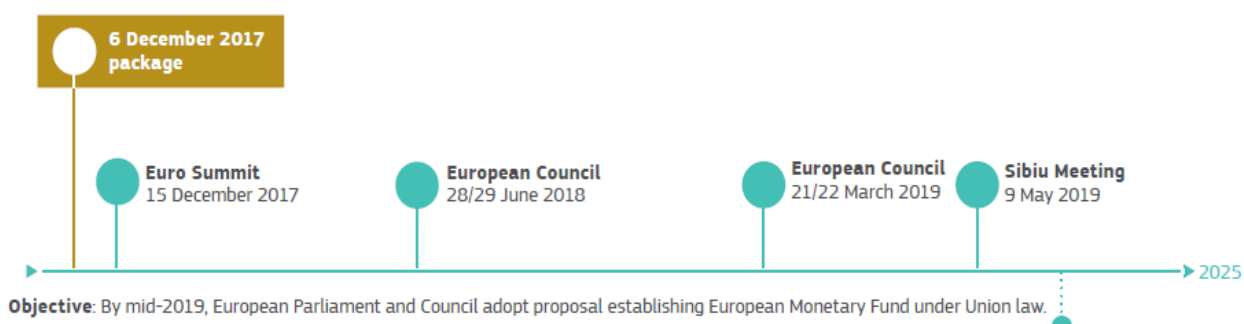 6 December 2017
package
Euro Summit
15 December 2017
European Council
28/29 June 2018
European Council
21/22 March 2019
Sibiu Meeting
9 May 2019
2025
Objective: By mid-2019, European Parliament and Council adopt proposal establishing European Monetary Fund under Union law.